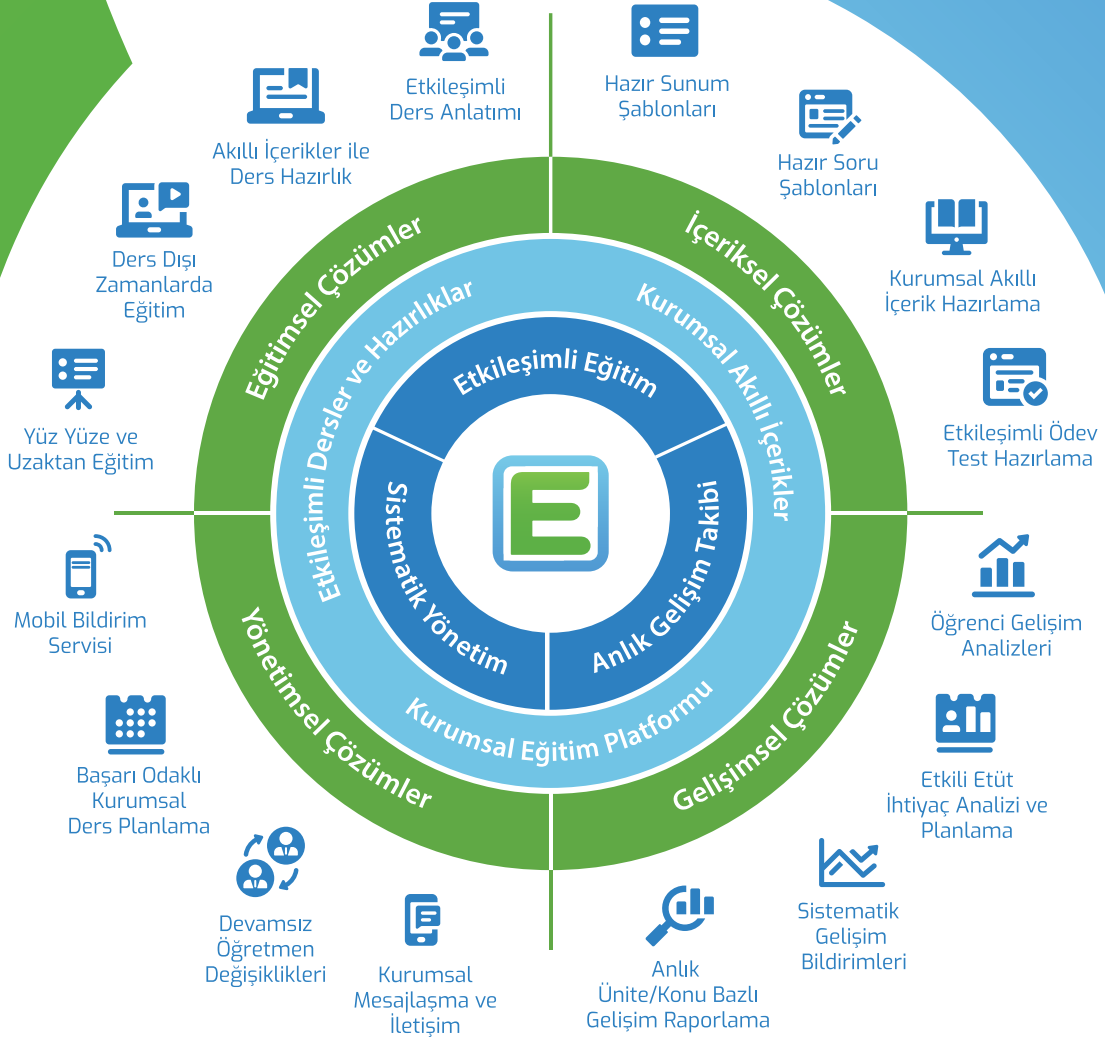 Etkileşimli
Ders Anlatımı
Hazır Sunum
Şablonları
Akıllı İçerikler ile
Ders Hazırlık
Hazır Soru
Şablonları
Ders Dışı
Zamanlarda
Eğitim
Kurumsal Akıllı
İçerik Hazırlama
Yüz Yüze ve
Uzaktan Eğitim
Etkileşimli Ödev
Test Hazırlama
Eğitimsel Çözümler
İçeriksel Çözümler
Etkileşimli Dersler ve Hazırlıklar
Kurumsal Akıllı İçerikler
Etkileşimli Eğitim
Sistematik Yönetim
Anlık Gelişim Takibi
E
Kurumsal Eğitim Platformu
Yönetimsel Çözümler
Gelişimsel Çözümler
Mobil Bildirim
Servisi
Öğrenci Gelişim
Analizleri
Başarı Odaklı
Kurumsal
Ders Planlama
Etkili Etüt
İhtiyaç Analizi ve
Planlama
Devamsız
Öğretmen
Değişiklikleri
Sistematik
Gelişim
Bildirimleri
Kurumsal
Mesajlaşma ve
İletişim
Anlık
Ünite/Konu Bazlı
Gelişim Raporlama